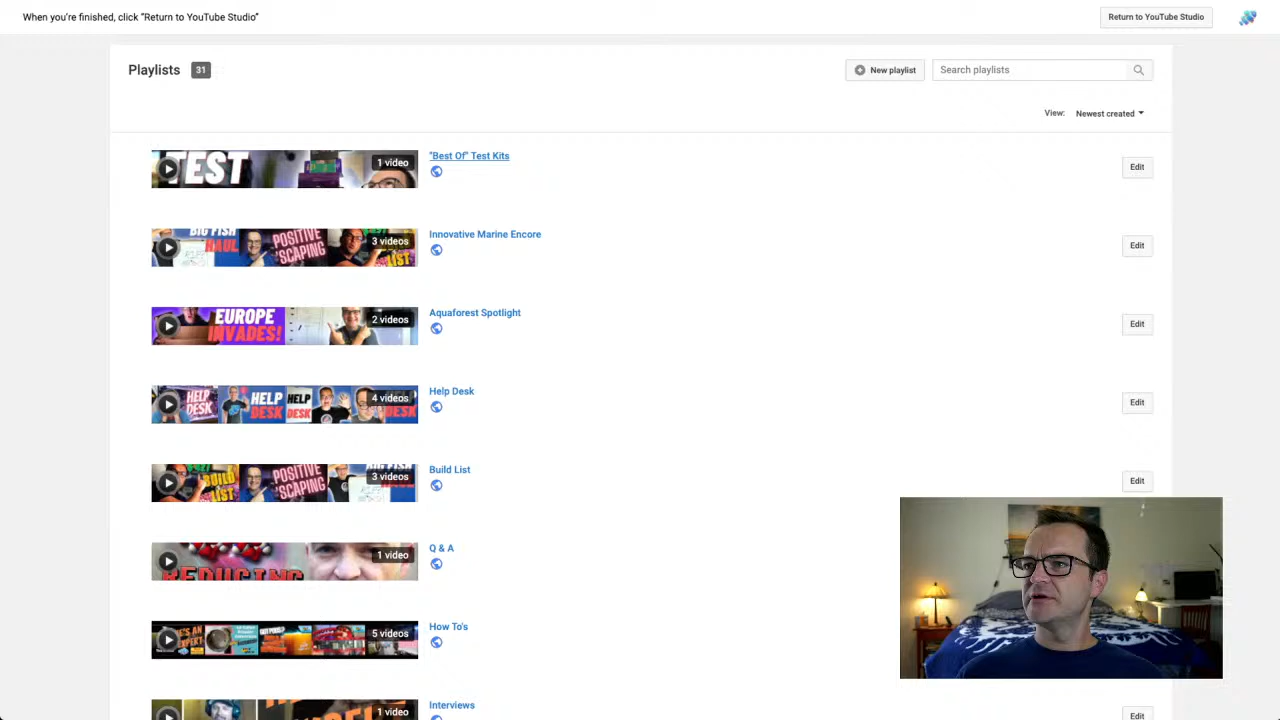 When you're finished, click "Return to YouTube Studio"
Return to YouTube Studio
Playlists 31
New playlist
Search playlists
View: Newest created
TEST
1 video
"Best Of" Test Kits
Edit
BIG FISH
HAUL
POSITIVE
'SCAPING
LIST
3 videos
Innovative Marine Encore
Edit
EUROPE
INVADES!
2 videos
Aquaforest Spotlight
Edit
HELP
DESK
HELP
DESK
HELP
DESK
DESK
4 videos
Help Desk
Edit
BUILD
LIST
POSITIVE
'SCAPING
3 videos
Build List
Edit
REDUCING
1 video
Q & A
5 videos
How To's
1 video
Interviews
Edit